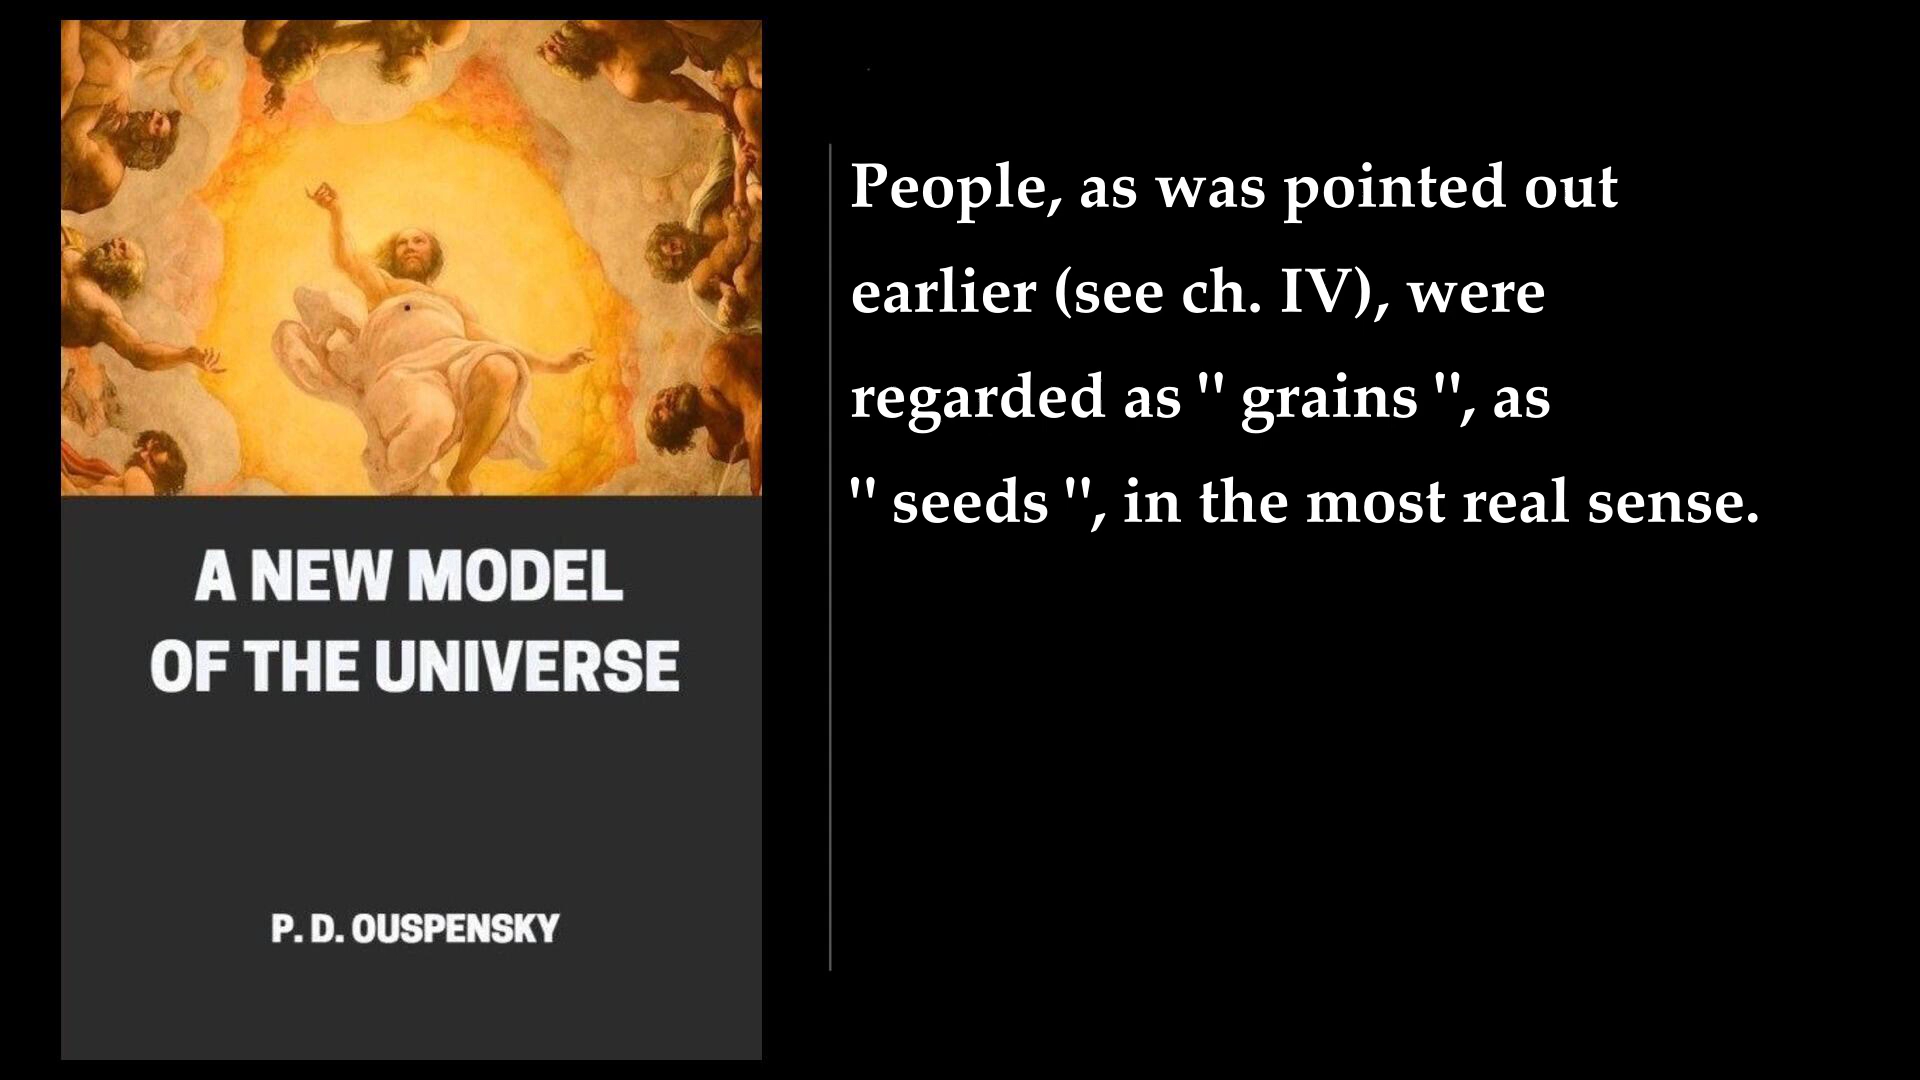 A NEW MODEL
OF THE UNIVERSE
P. D. OUSPENSKY
People, as was pointed out
earlier (see ch. IV), were
regarded as " grains ", as
" seeds ", in the most real sense.